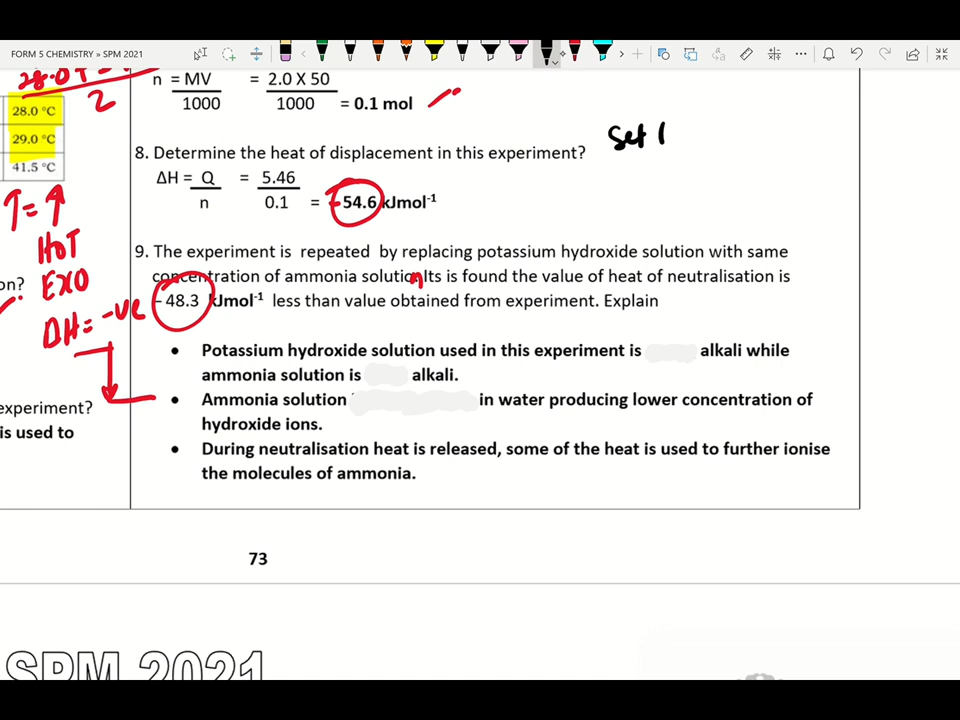 FORM 5 CHEMISTRY » SPM 2021
2
28.0 °C
29.0 °C
41.5 °C
HOT
EXO
ΔH = -ve
on?
experiment?
is used to
n = MV = 2.0 X 50
1000 1000 = 0.1 mol
Set 1
8. Determine the heat of displacement in this experiment?
ΔH = Q = 5.46
n 0.1 = - 54.6 kJmol-1
9. The experiment is repeated by replacing potassium hydroxide solution with same
concentration of ammonia solution Its is found the value of heat of neutralisation is
- 48.3 kJmol-1 less than value obtained from experiment. Explain
• Potassium hydroxide solution used in this experiment is alkali while
ammonia solution is alkali.
• Ammonia solution in water producing lower concentration of
hydroxide ions.
• During neutralisation heat is released, some of the heat is used to further ionise
the molecules of ammonia.
73
SPM 2021